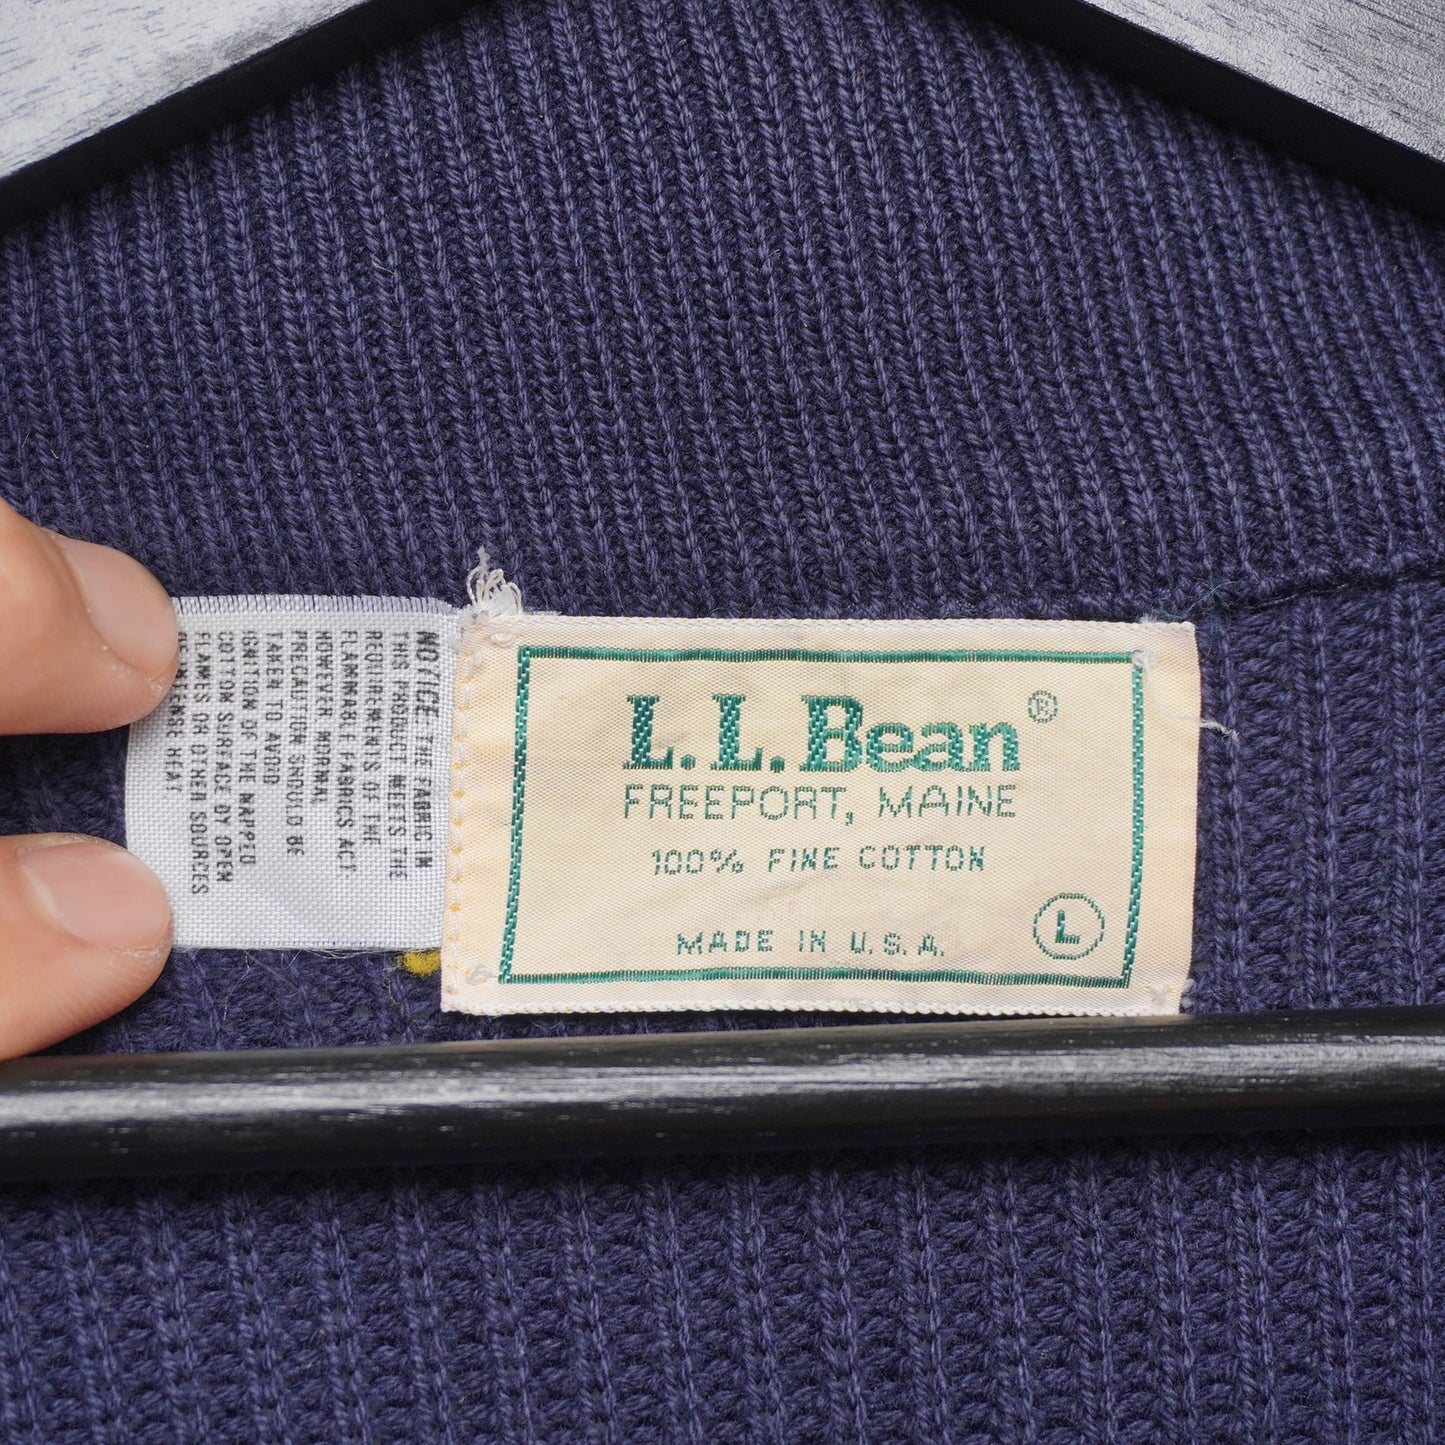 L.L.Bean®
FREEPORT, MAINE
100% FINE COTTON
MADE IN U.S.A.
L
NOTICE THE FABRIC IN
THIS PRODUCT MEETS THE
REQUIREMENTS OF THE
FLAMMABLE FABRICS ACT
HOWEVER NORMAL
PRECAUTION SHOULD BE
TAKEN TO AVOID
IGNITION OF THE NAPPED
COTTON SURFACE BY OPEN
FLAMES OR OTHER SOURCES
HEAT